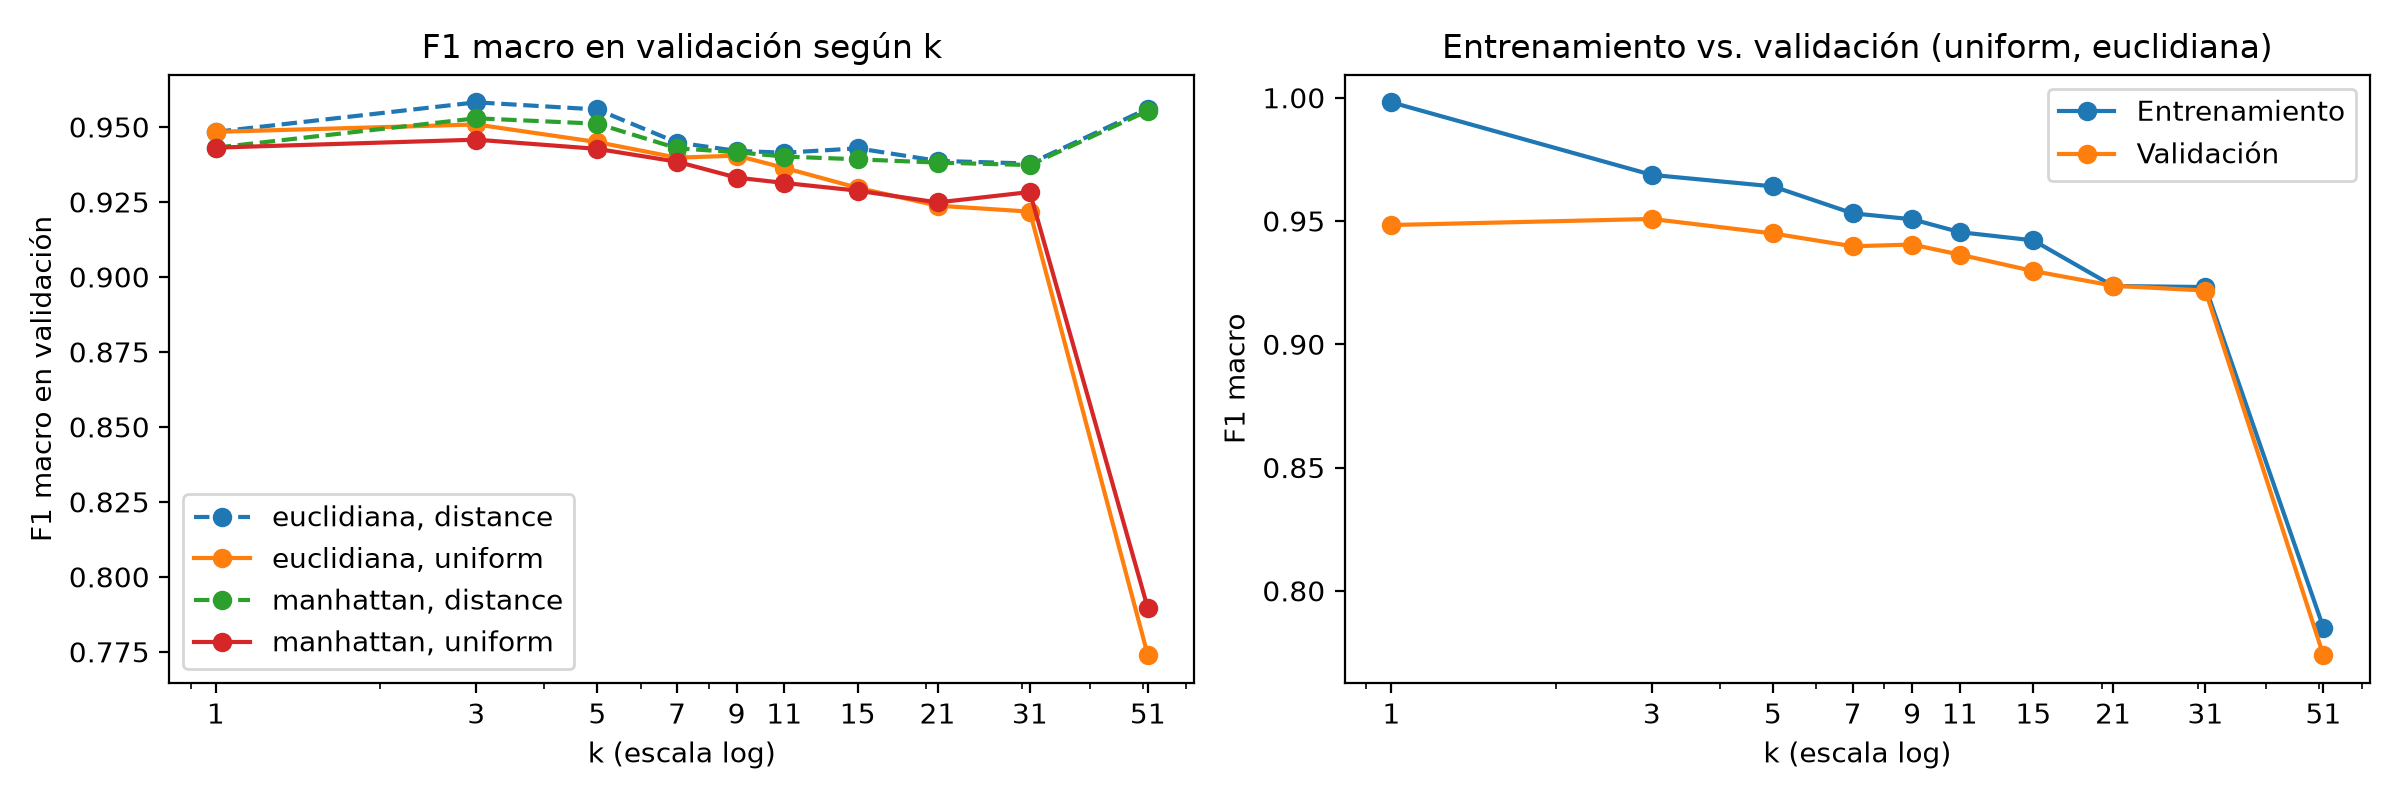 F1 macro en validación según k
F1 macro en validación
0.950
0.925
0.900
0.875
0.850
0.825
0.800
0.775
euclidiana, distance
euclidiana, uniform
manhattan, distance
manhattan, uniform
1 3 5 7 9 11 15 21 31 51
k (escala log)
Entrenamiento vs. validación (uniform, euclidiana)
F1 macro
1.00
0.95
0.90
0.85
0.80
Entrenamiento
Validación
1 3 5 7 9 11 15 21 31 51
k (escala log)